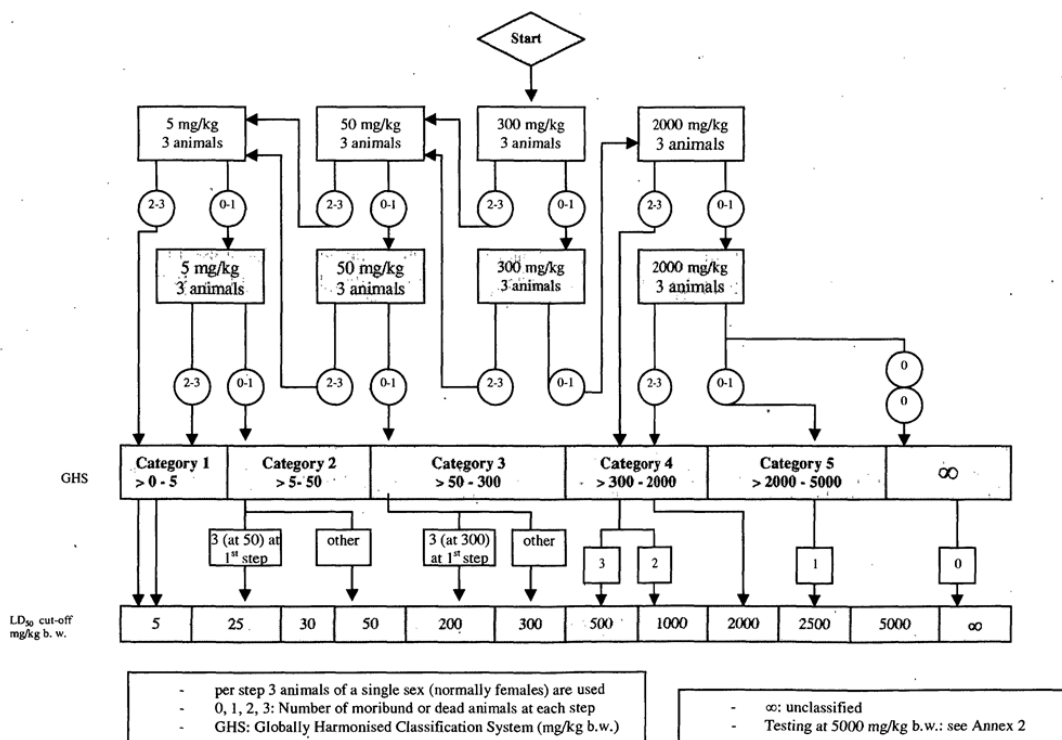 Start
5 mg/kg
3 animals
50 mg/kg
3 animals
300 mg/kg
3 animals
2000 mg/kg
3 animals
2-3
0-1
2-3
0-1
2-3
0-1
2-3
0-1
5 mg/kg
3 animals
50 mg/kg
3 animals
300 mg/kg
3 animals
2000 mg/kg
3 animals
2-3
0-1
2-3
0-1
2-3
0-1
2-3
0-1
0
0
GHS
Category 1
> 0 - 5
Category 2
> 5- 50
Category 3
> 50 - 300
Category 4
> 300 - 2000
Category 5
> 2000 - 5000
∞
3 (at 50) at
1st step
other
3 (at 300)
at 1st step
other
3
2
1
0
LD50 cut-off
mg/kg b. w.
5
25
30
50
200
300
500
1000
2000
2500
5000
∞
- per step 3 animals of a single sex (normally females) are used
- 0, 1, 2, 3: Number of moribund or dead animals at each step
- GHS: Globally Harmonised Classification System (mg/kg b.w.)
- ∞: unclassified
- Testing at 5000 mg/kg b.w.: see Annex 2